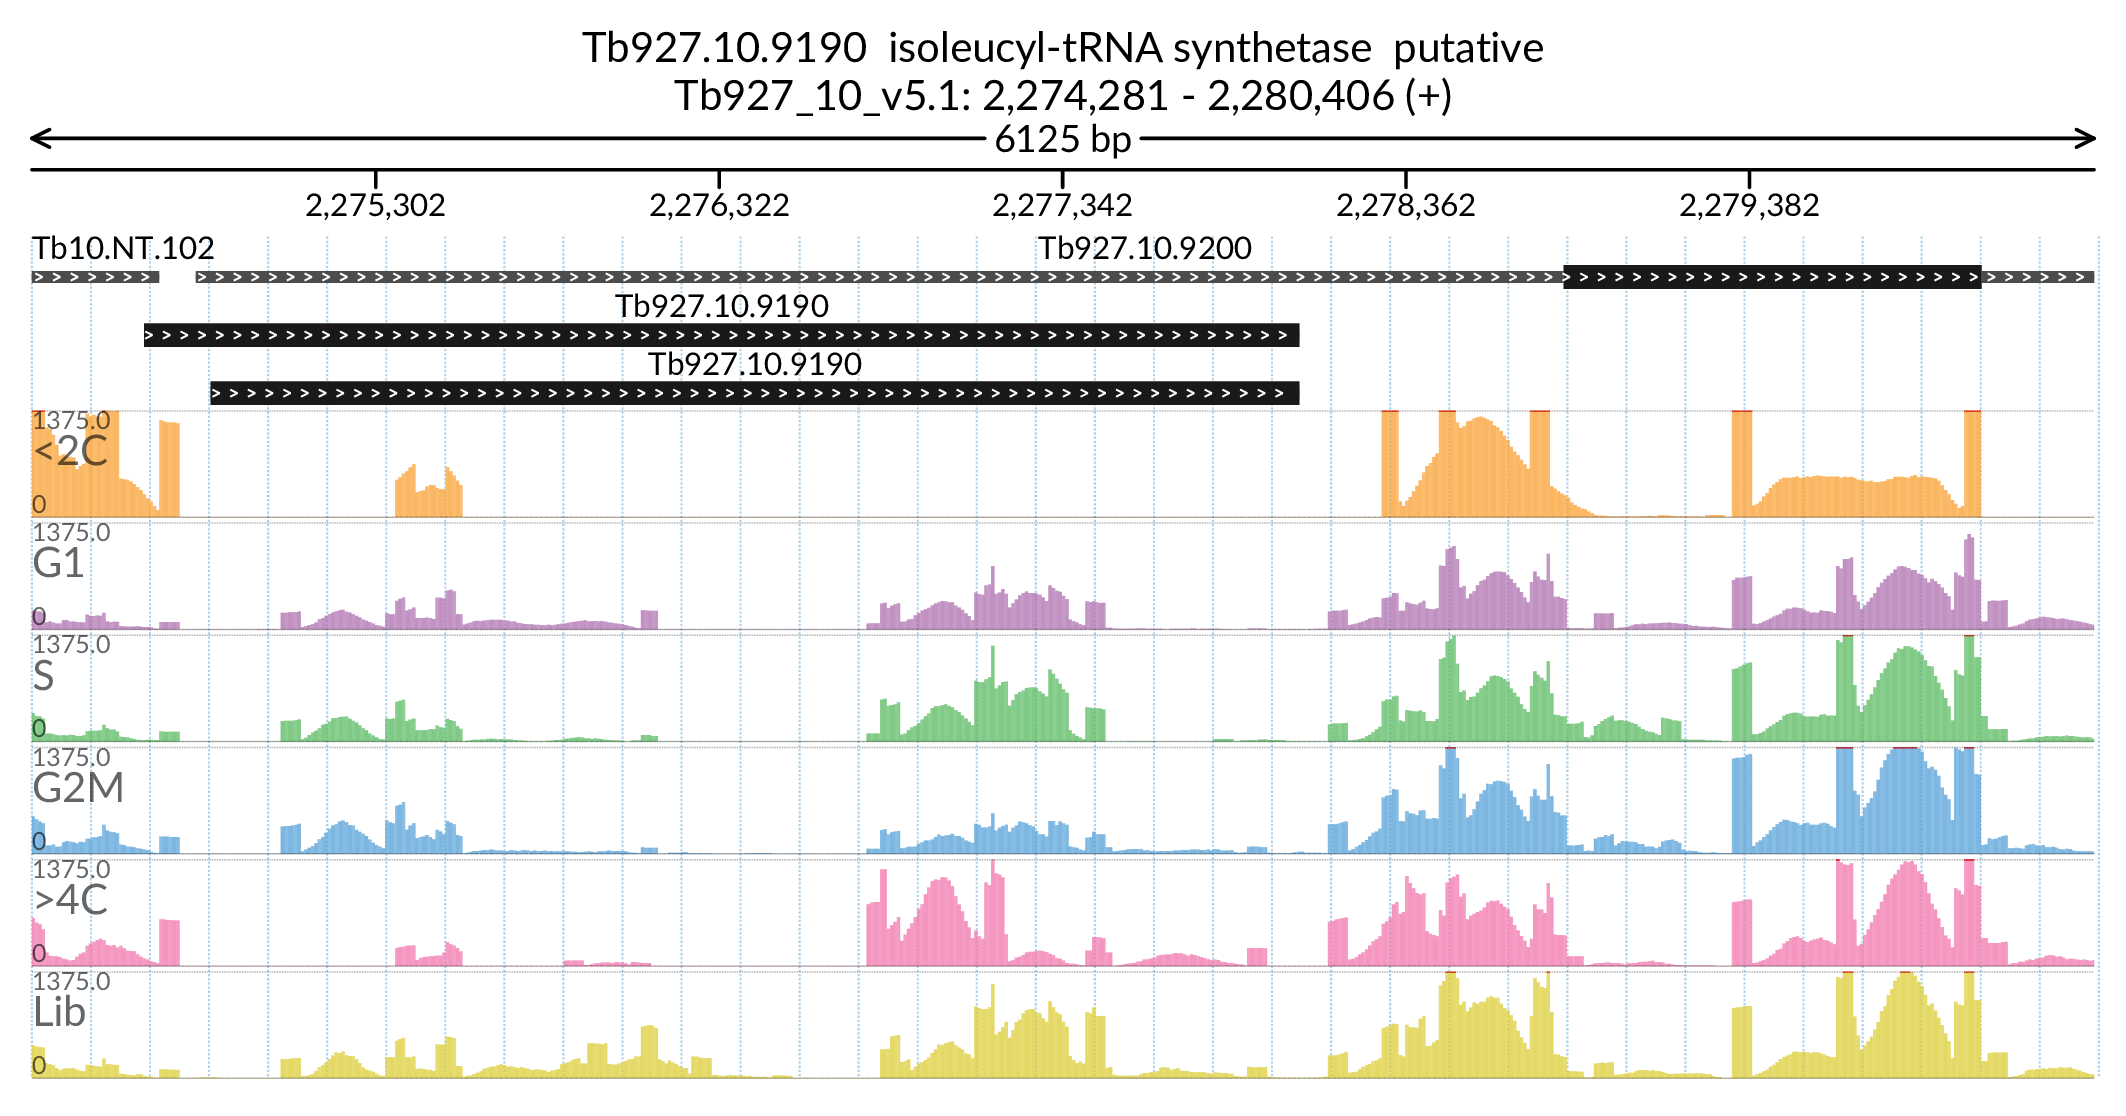 Tb927.10.9190 isoleucyl-tRNA synthetase putative
Tb927_10_v5.1: 2,274,281 - 2,280,406 (+)
6125 bp
2,275,302 2,276,322 2,277,342 2,278,362 2,279,382
Tb10.NT.102 Tb927.10.9200
Tb927.10.9190
Tb927.10.9190
1375.0
<2C
0
1375.0
G1
0
1375.0
S
0
1375.0
G2M
0
1375.0
>4C
0
1375.0
Lib
0